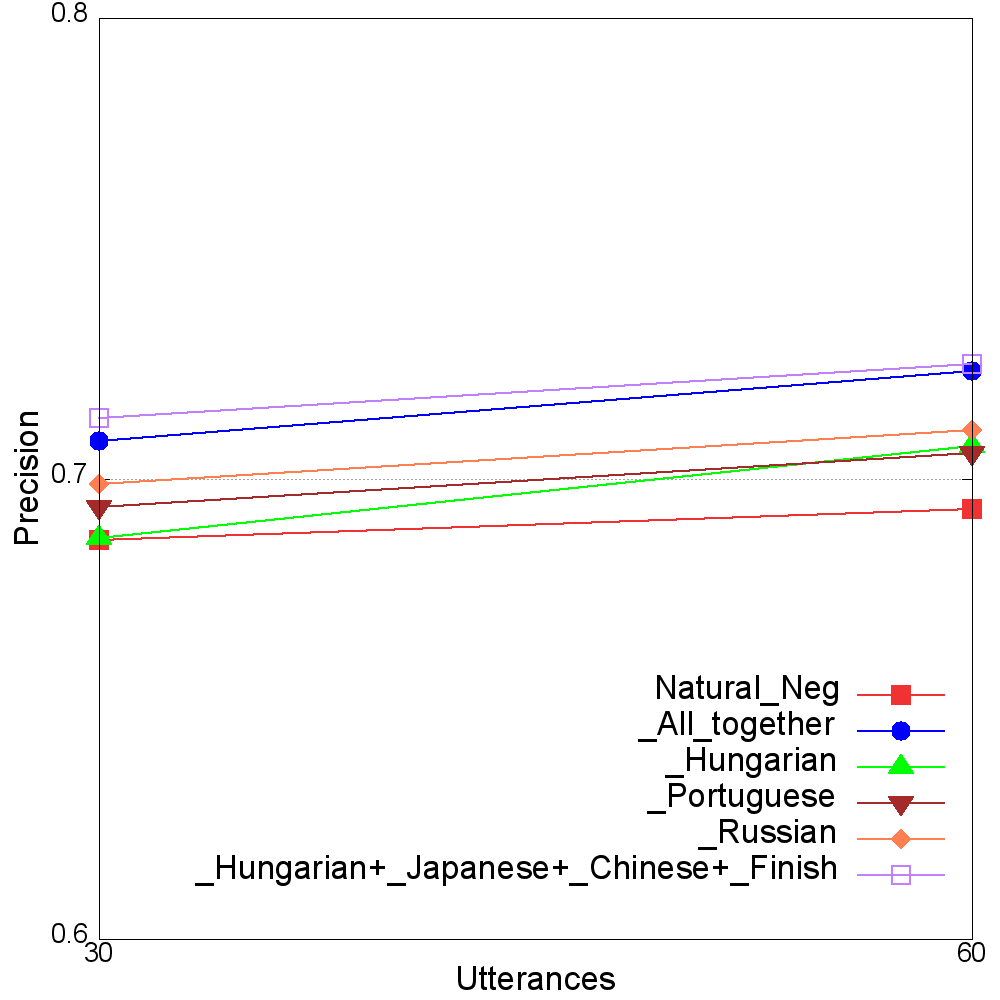 0.8
0.7
0.6
Precision
30
60
Utterances
Natural_Neg
_All_together
_Hungarian
_Portuguese
_Russian
_Hungarian+_Japanese+_Chinese+_Finish